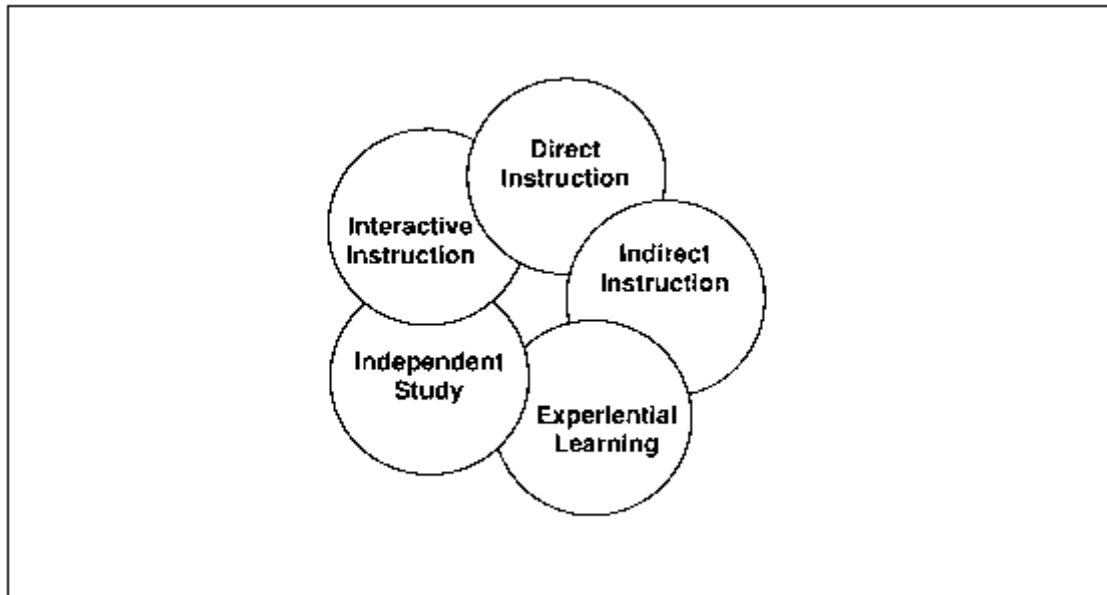 Direct
Instruction
Interactive
Instruction
Indirect
Instruction
Independent
Study
Experiential
Learning